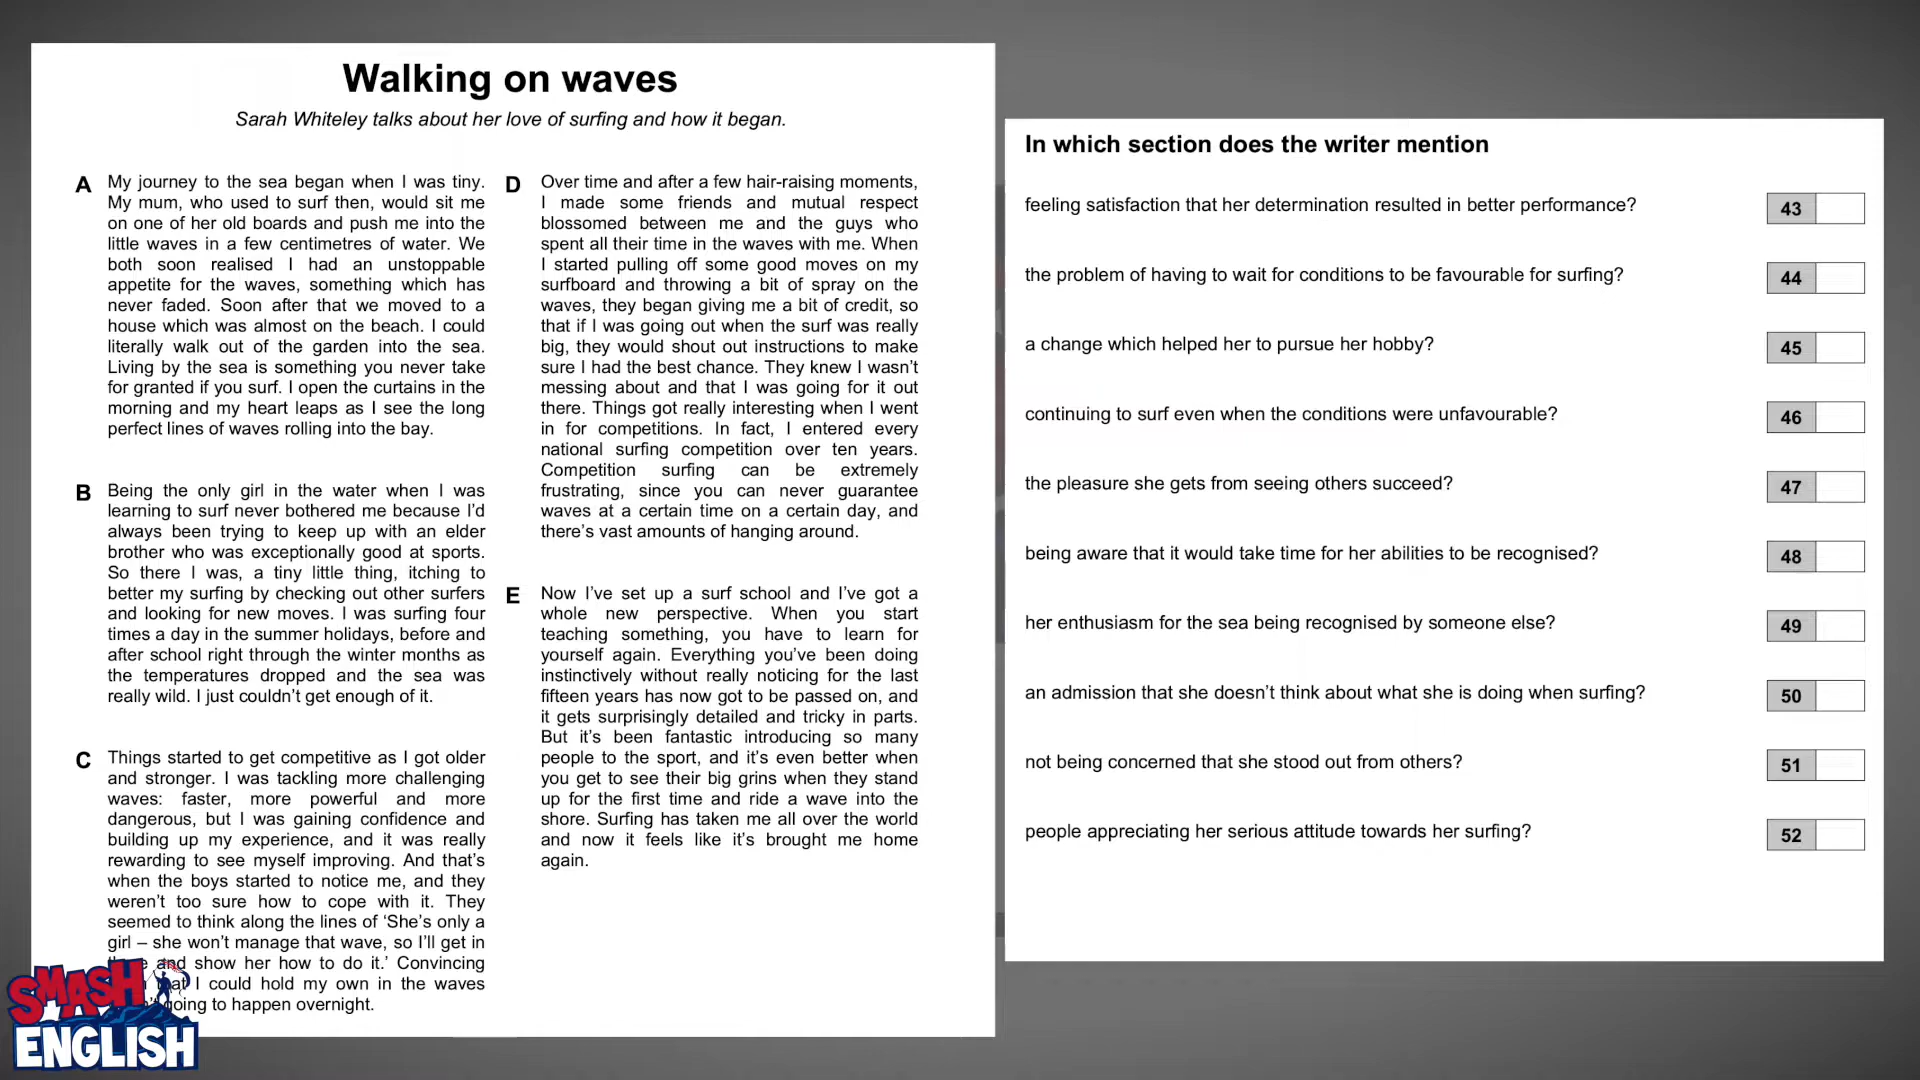 Walking on waves
Sarah Whiteley talks about her love of surfing and how it began.
A
My journey to the sea began when I was tiny.
My mum, who used to surf then, would sit me
on one of her old boards and push me into the
little waves in a few centimetres of water. We
both soon realised I had an unstoppable
appetite for the waves, something which has
never faded. Soon after that we moved to a
house which was almost on the beach. I could
literally walk out of the garden into the sea.
Living by the sea is something you never take
for granted if you surf. I open the curtains in the
morning and my heart leaps as I see the long
perfect lines of waves rolling into the bay.
B
Being the only girl in the water when I was
learning to surf never bothered me because I'd
always been trying to keep up with an elder
brother who was exceptionally good at sports.
So there I was, a tiny little thing, itching to
better my surfing by checking out other surfers
and looking for new moves. I was surfing four
times a day in the summer holidays, before and
after school right through the winter months as
the temperatures dropped and the sea was
really wild. I just couldn't get enough of it.
C
Things started to get competitive as I got older
and stronger. I was tackling more challenging
waves: faster, more powerful and more
dangerous, but I was gaining confidence and
building up my experience, and it was really
rewarding to see myself improving. And that's
when the boys started to notice me, and they
weren't too sure how to cope with it. They
seemed to think along the lines of 'She's only a
girl – she won't manage that wave, so I'll get in
and show her how to do it.' Convincing
that I could hold my own in the waves
going to happen overnight.
D
Over time and after a few hair-raising moments,
I made some friends and mutual respect
blossomed between me and the guys who
spent all their time in the waves with me. When
I started pulling off some good moves on my
surfboard and throwing a bit of spray on the
waves, they began giving me a bit of credit, so
that if I was going out when the surf was really
big, they would shout out instructions to make
sure I had the best chance. They knew I wasn't
messing about and that I was going for it out
there. Things got really interesting when I went
in for competitions. In fact, I entered every
national surfing competition over ten years.
Competition surfing can be extremely
frustrating, since you can never guarantee
waves at a certain time on a certain day, and
there's vast amounts of hanging around.
E
Now I've set up a surf school and I've got a
whole new perspective. When you start
teaching something, you have to learn for
yourself again. Everything you've been doing
instinctively without really noticing for the last
fifteen years has now got to be passed on, and
it gets surprisingly detailed and tricky in parts.
But it's been fantastic introducing so many
people to the sport, and it's even better when
you get to see their big grins when they stand
up for the first time and ride a wave into the
shore. Surfing has taken me all over the world
and now it feels like it's brought me home
again.
In which section does the writer mention
feeling satisfaction that her determination resulted in better performance? 43
the problem of having to wait for conditions to be favourable for surfing? 44
a change which helped her to pursue her hobby? 45
continuing to surf even when the conditions were unfavourable? 46
the pleasure she gets from seeing others succeed? 47
being aware that it would take time for her abilities to be recognised? 48
her enthusiasm for the sea being recognised by someone else? 49
an admission that she doesn't think about what she is doing when surfing? 50
not being concerned that she stood out from others? 51
people appreciating her serious attitude towards her surfing? 52
SMASH
ENGLISH